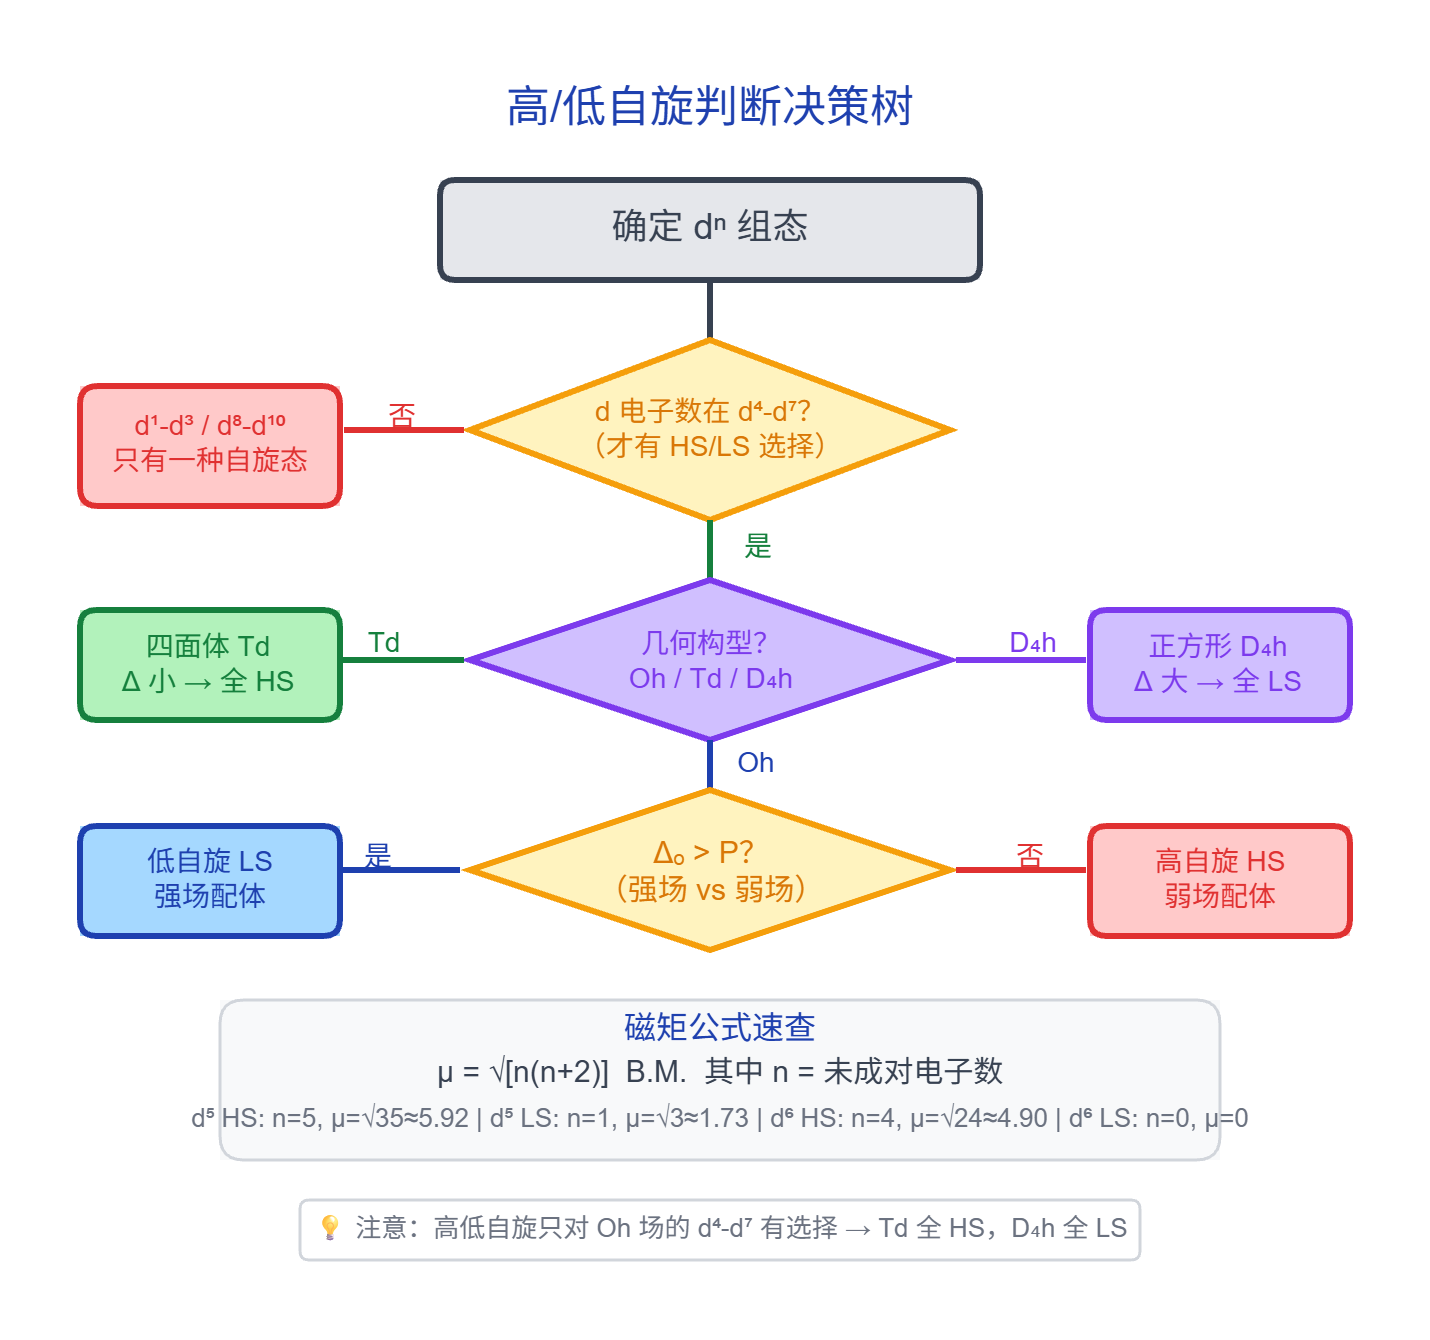 高/低自旋判断决策树
确定 dⁿ 组态
d 电子数在 d⁴-d⁷？
（才有 HS/LS 选择）
否
d¹-d³ / d⁸-d¹⁰
只有一种自旋态
是
几何构型？
Oh / Td / D₄h
Td
四面体 Td
Δ 小 → 全 HS
D₄h
正方形 D₄h
Δ 大 → 全 LS
Oh
Δₒ > P？
（强场 vs 弱场）
是
低自旋 LS
强场配体
否
高自旋 HS
弱场配体
磁矩公式速查
μ = √[n(n+2)]  B.M.  其中 n = 未成对电子数
d⁵ HS: n=5, μ=√35≈5.92 | d⁵ LS: n=1, μ=√3≈1.73 | d⁶ HS: n=4, μ=√24≈4.90 | d⁶ LS: n=0, μ=0
💡 注意：高低自旋只对 Oh 场的 d⁴-d⁷ 有选择 → Td 全 HS，D₄h 全 LS